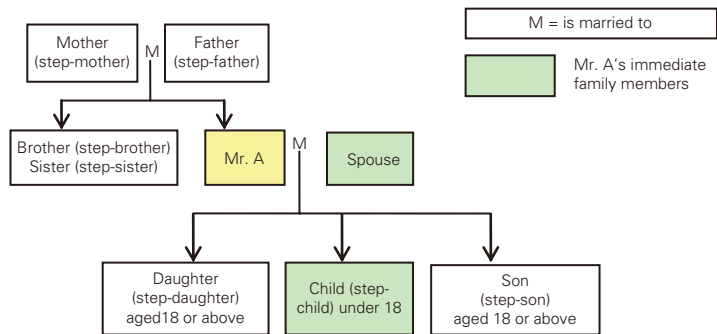 Mother
(step-mother)
M
Father
(step-father)
M = is married to
Mr. A's immediate
family members
Brother (step-brother)
Sister (step-sister)
Mr. A
M
Spouse
Daughter
(step-daughter)
aged18 or above
Child (step-
child) under 18
Son
(step-son)
aged 18 or above